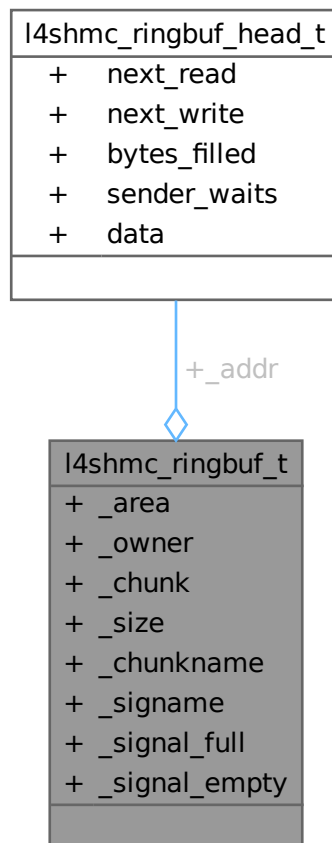 l4shmc_ringbuf_head_t
+ next_read
+ next_write
+ bytes_filled
+ sender_waits
+ data
+_addr
l4shmc_ringbuf_t
+ _area
+ _owner
+ _chunk
+ _size
+ _chunkname
+ _signame
+ _signal_full
+ _signal_empty